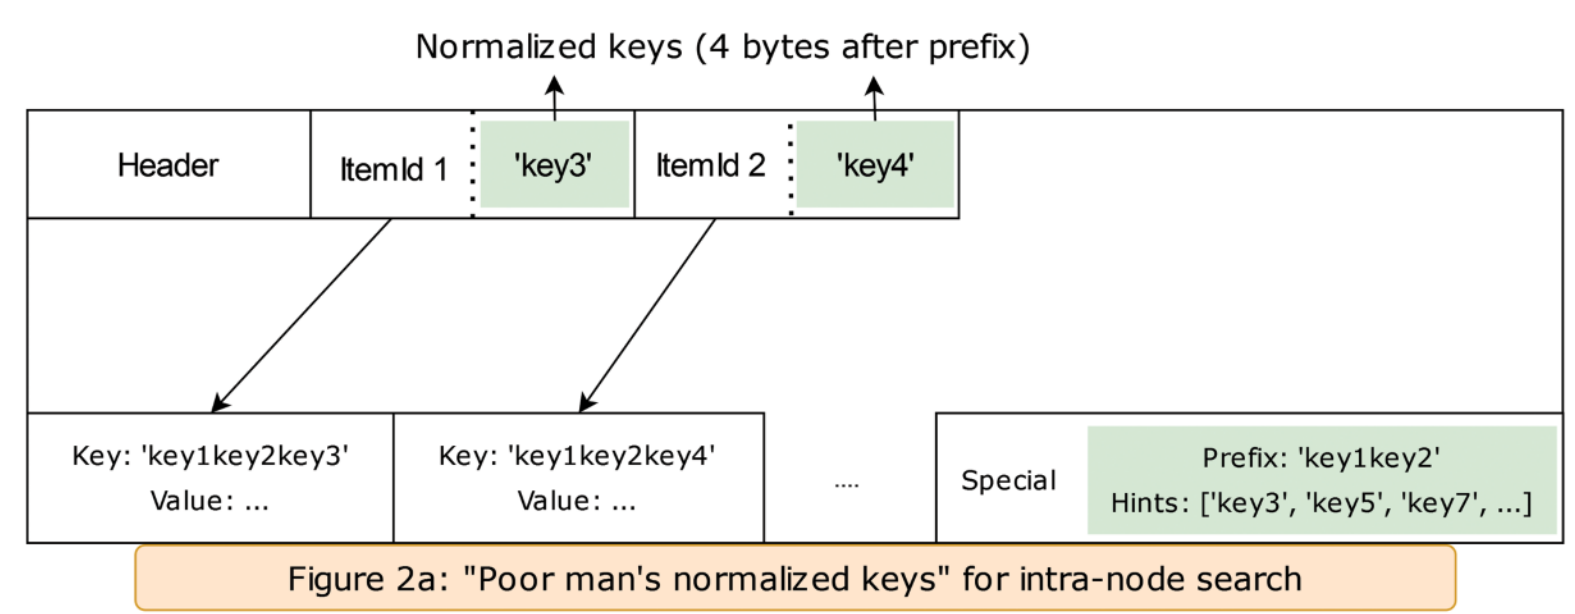 Normalized keys (4 bytes after prefix)
Header
ItemId 1
'key3'
ItemId 2
'key4'
Key: 'key1key2key3'
Value: ...
Key: 'key1key2key4'
Value: ...
....
Special
Prefix: 'key1key2'
Hints: ['key3', 'key5', 'key7', ...]
Figure 2a: "Poor man's normalized keys" for intra-node search